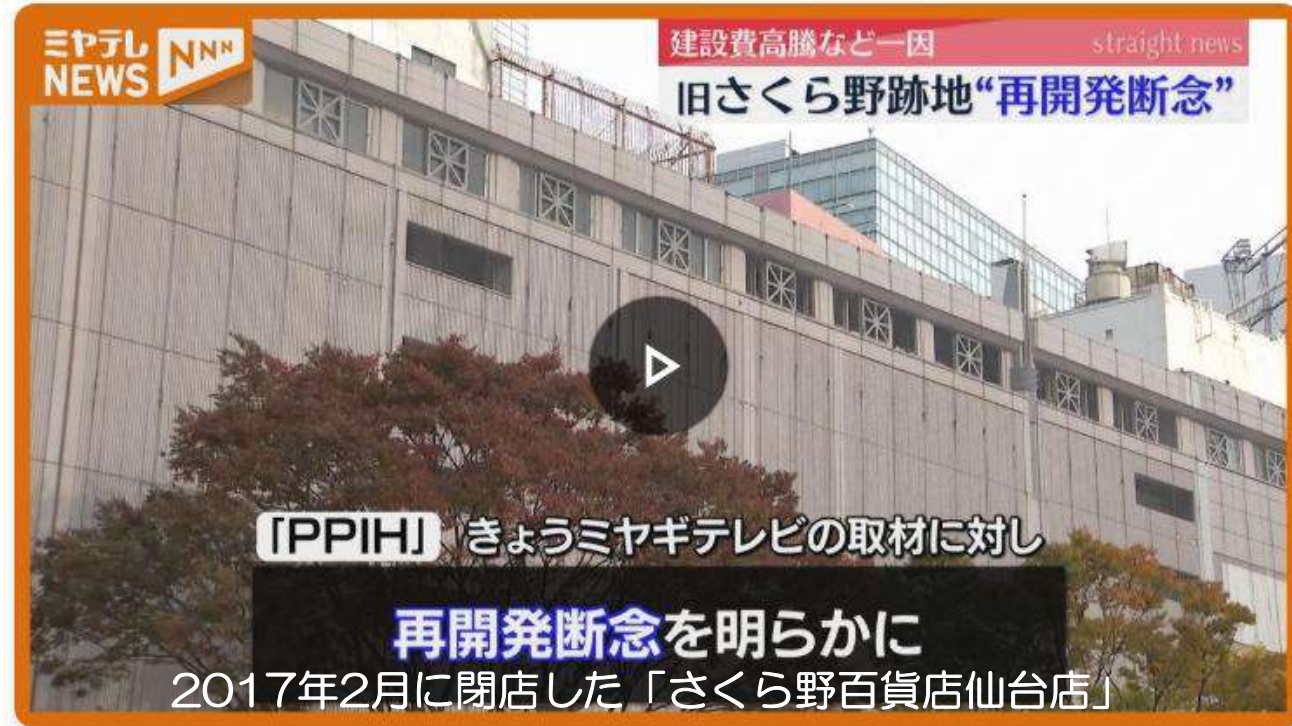 ミヤテレ
NEWS NNN
建設費高騰など一因 straight news
旧さくら野跡地“再開発断念”
「PPIH」 きょうミヤギテレビの取材に対し
再開発断念を明らかに
2017年2月に閉店した「さくら野百貨店仙台店」